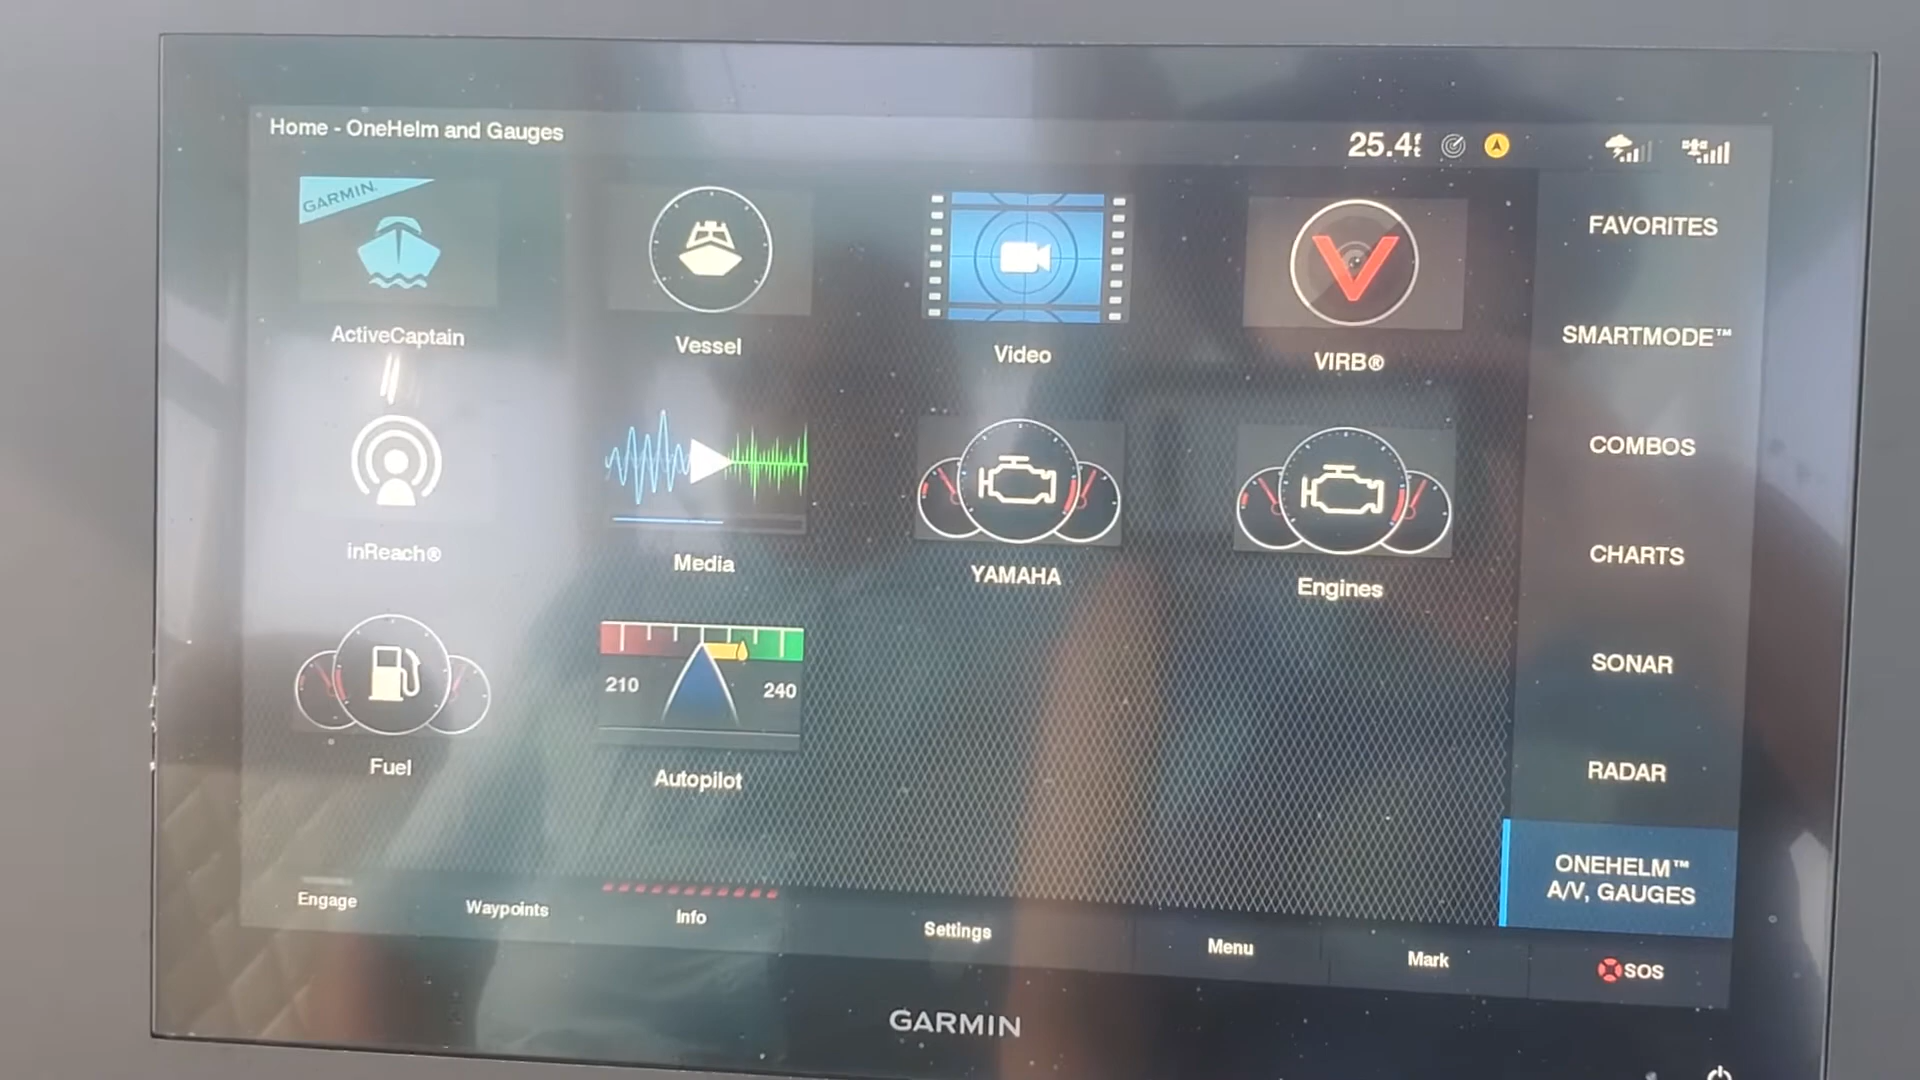 Home - OneHelm and Gauges
25.4 ft
GARMIN
ActiveCaptain
Vessel
Video
VIRB®
inReach®
Media
YAMAHA
Engines
Fuel
210
240
Autopilot
FAVORITES
SMARTMODE™
COMBOS
CHARTS
SONAR
RADAR
ONEHELM™
A/V, GAUGES
Engage
Waypoints
Info
Settings
Menu
Mark
SOS
GARMIN